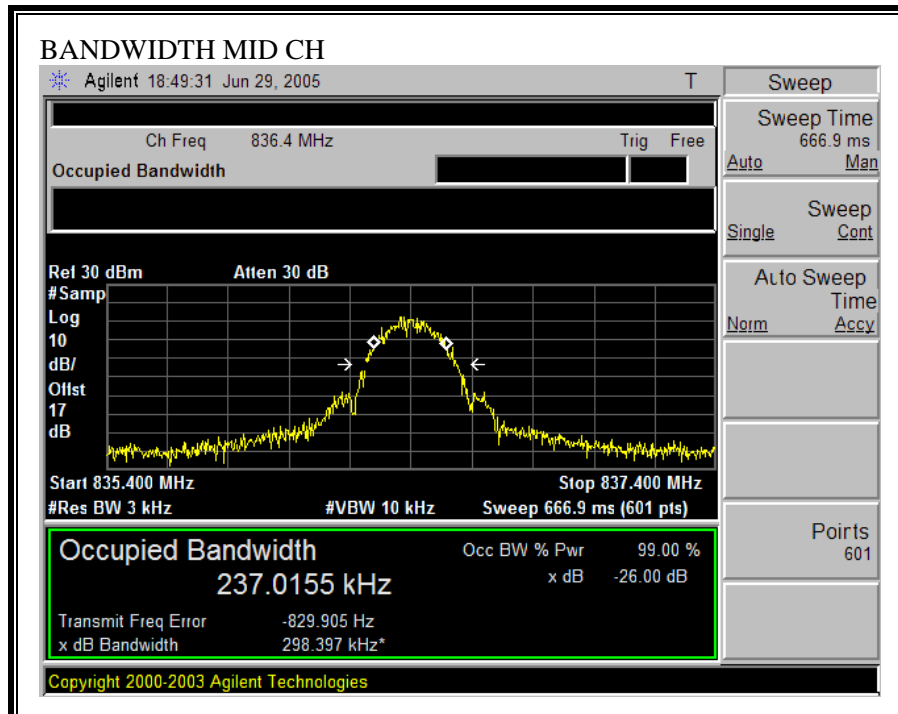 BANDWIDTH MID CH
Agilent 18:49:31 Jun 29, 2005 T
Sweep
Ch Freq 836.4 MHz Trig Free
Occupied Bandwidth
Sweep Time
666.9 ms
Auto Man
Sweep
Single Cont
Ref 30 dBm Atten 30 dB
#Samp
Log
10
dB/
Offst
17
dB
Auto Sweep
Time
Norm Accy
Start 835.400 MHz Stop 837.400 MHz
#Res BW 3 kHz #VBW 10 kHz Sweep 666.9 ms (601 pts)
Occupied Bandwidth Occ BW % Pwr 99.00 %
237.0155 kHz x dB -26.00 dB
Transmit Freq Error -829.905 Hz
x dB Bandwidth 298.397 kHz*
Points
601
Copyright 2000-2003 Agilent Technologies